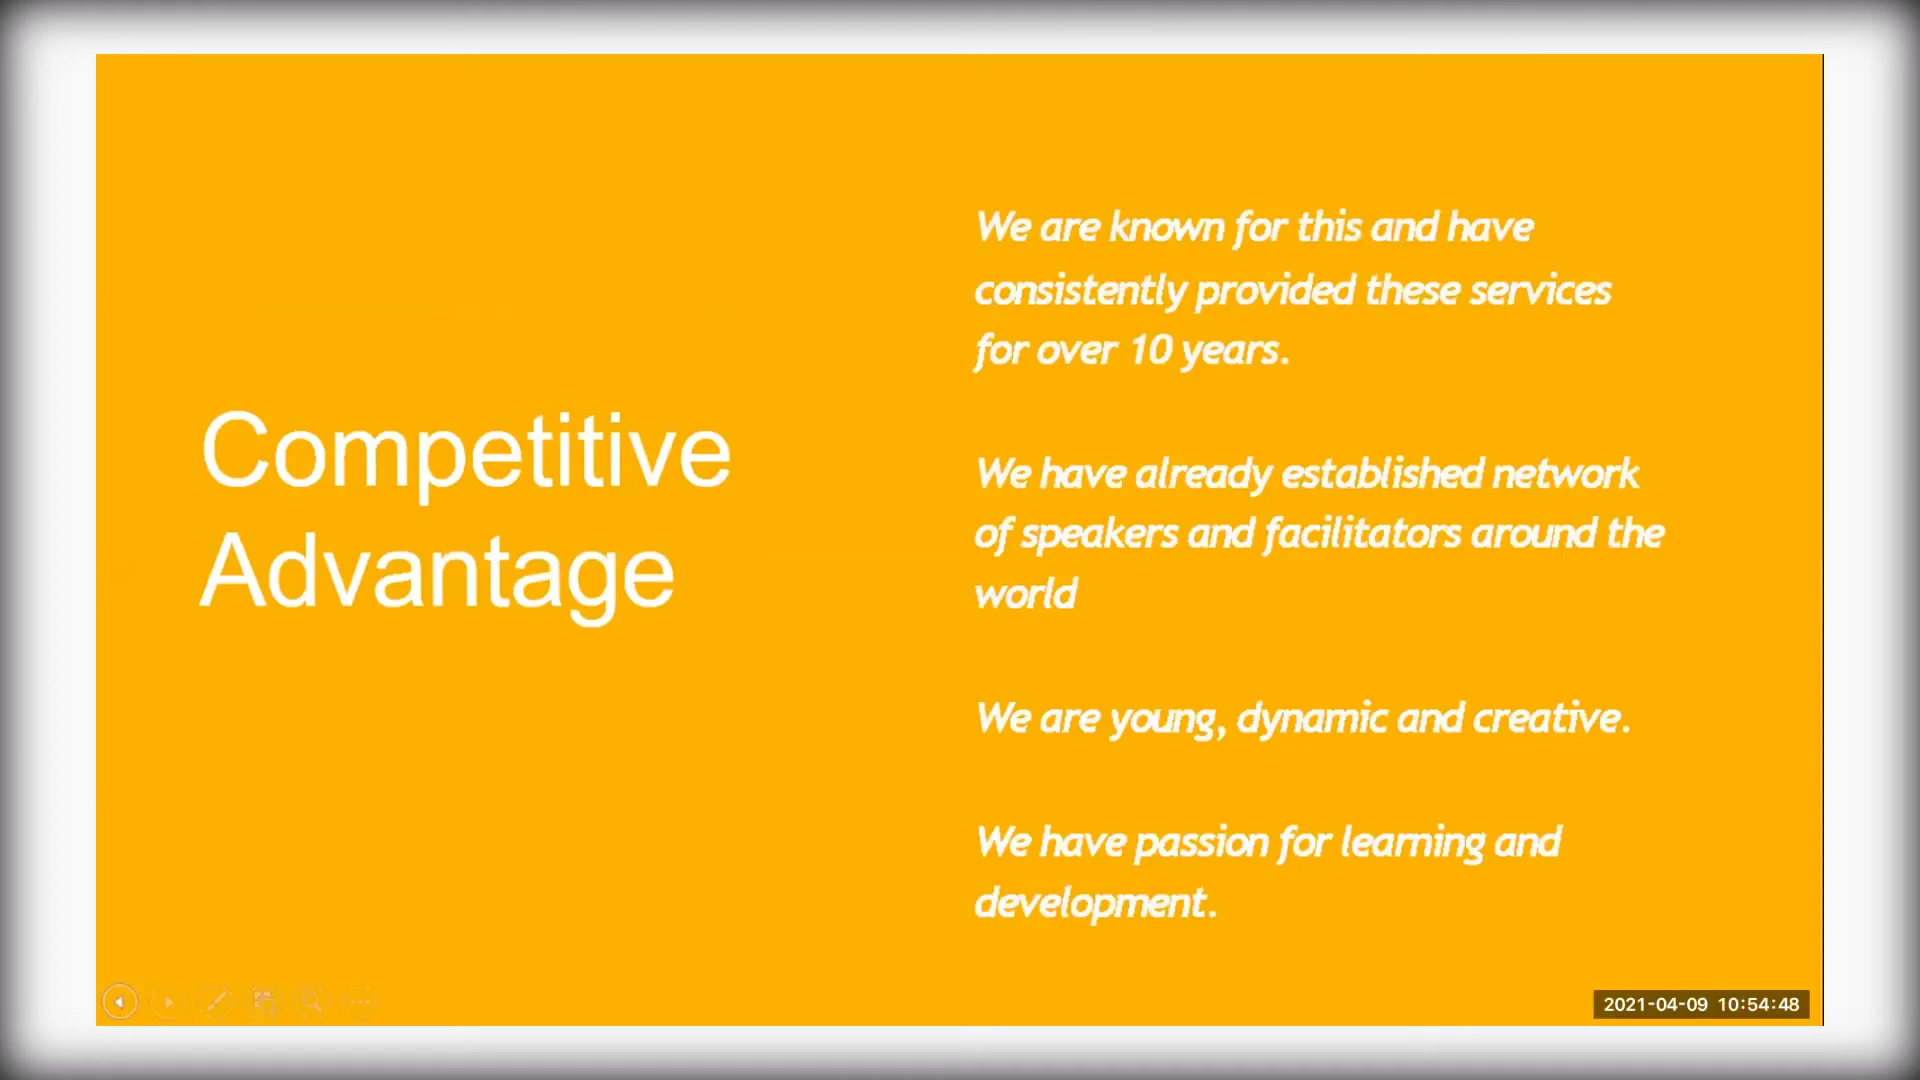 Competitive
Advantage
We are known for this and have
consistently provided these services
for over 10 years.
We have already established network
of speakers and facilitators around the
world
We are young, dynamic and creative.
We have passion for learning and
development.
2021-04-09 10:54:48